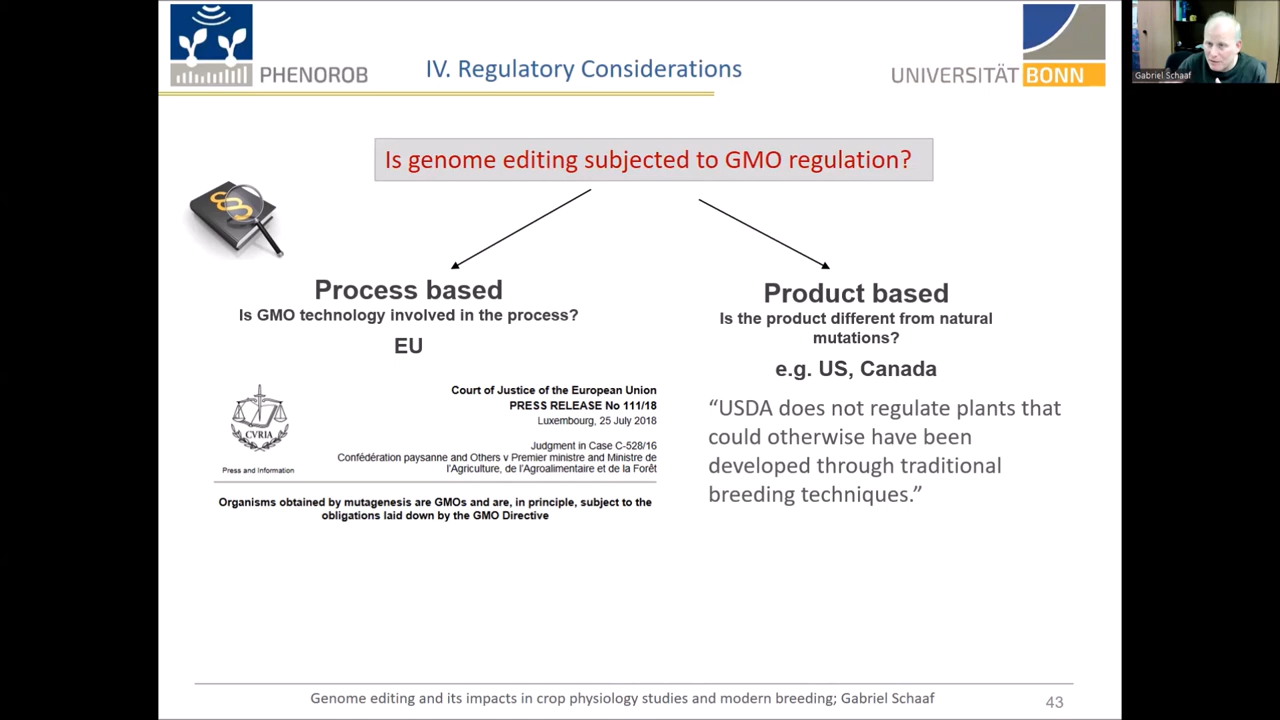 PHENOROB
IV. Regulatory Considerations
UNIVERSITÄT BONN
Gabriel Schaaf
Is genome editing subjected to GMO regulation?
Process based
Is GMO technology involved in the process?
EU
CVRIA
Press and Information
Court of Justice of the European Union
PRESS RELEASE No 111/18
Luxembourg, 25 July 2018
Judgment in Case C-528/16
Confédération paysanne and Others v Premier ministre and Ministre de
l'Agriculture, de l'Agroalimentaire et de la Forêt
Organisms obtained by mutagenesis are GMOs and are, in principle, subject to the
obligations laid down by the GMO Directive
Product based
Is the product different from natural
mutations?
e.g. US, Canada
“USDA does not regulate plants that
could otherwise have been
developed through traditional
breeding techniques.”
Genome editing and its impacts in crop physiology studies and modern breeding; Gabriel Schaaf
43